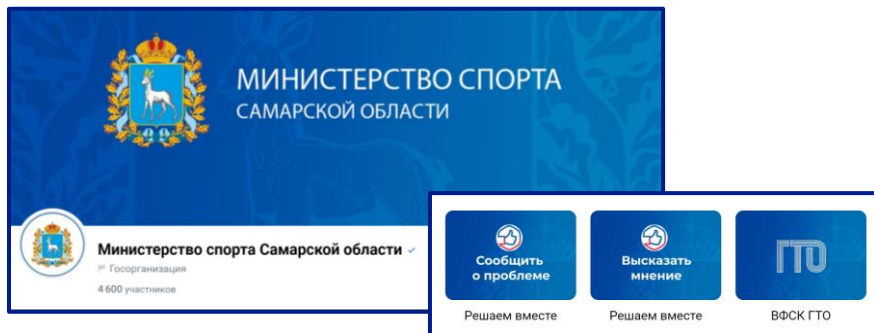 МИНИСТЕРСТВО СПОРТА
САМАРСКОЙ ОБЛАСТИ
Министерство спорта Самарской области
Госорганизация
4 600 участников
Сообщить
о проблеме
Решаем вместе
Высказать
мнение
Решаем вместе
ГТО
ВФСК ГТО